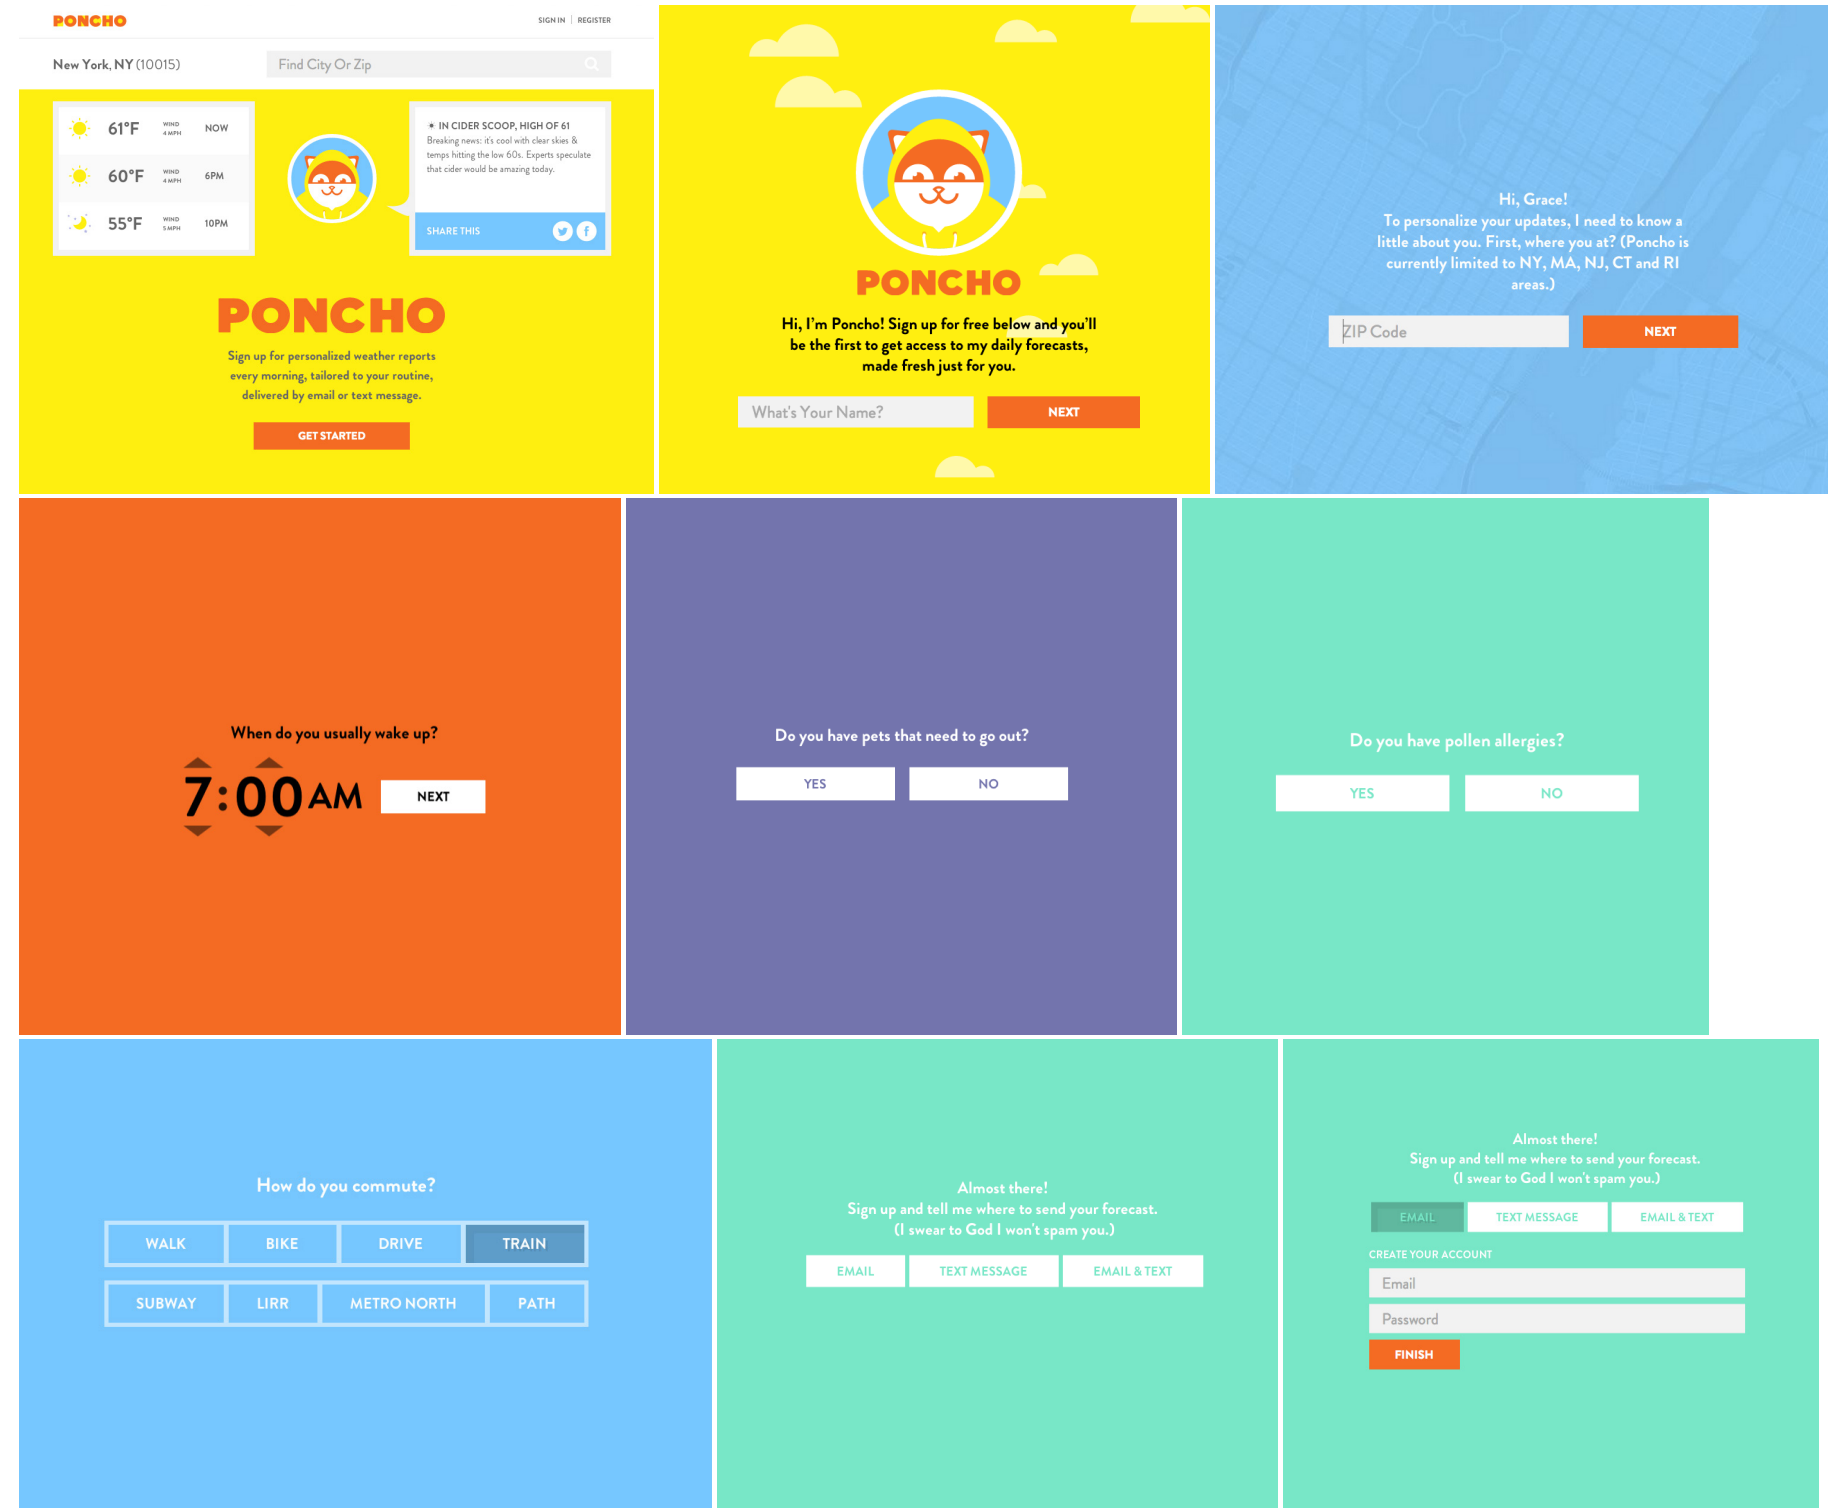 PONCHO
SIGN IN | REGISTER
New York, NY (10015)
Find City Or Zip
61°F WIND 4 MPH NOW
60°F WIND 4 MPH 6PM
55°F WIND 5 MPH 10PM
IN CIDER SCOOP, HIGH OF 61
Breaking news: it's cool with clear skies &
temps hitting the low 60s. Experts speculate
that cider would be amazing today.
SHARE THIS
PONCHO
Sign up for personalized weather reports
every morning, tailored to your routine,
delivered by email or text message.
GET STARTED
PONCHO
Hi, I'm Poncho! Sign up for free below and you'll
be the first to get access to my daily forecasts,
made fresh just for you.
What's Your Name?
NEXT
Hi, Grace!
To personalize your updates, I need to know a
little about you. First, where you at? (Poncho is
currently limited to NY, MA, NJ, CT and RI
areas.)
ZIP Code
NEXT
When do you usually wake up?
7:00 AM
NEXT
Do you have pets that need to go out?
YES
NO
Do you have pollen allergies?
YES
NO
How do you commute?
WALK BIKE DRIVE TRAIN
SUBWAY LIRR METRO NORTH PATH
Almost there!
Sign up and tell me where to send your forecast.
(I swear to God I won't spam you.)
EMAIL TEXT MESSAGE EMAIL & TEXT
Almost there!
Sign up and tell me where to send your forecast.
(I swear to God I won't spam you.)
EMAIL TEXT MESSAGE EMAIL & TEXT
CREATE YOUR ACCOUNT
Email
Password
FINISH